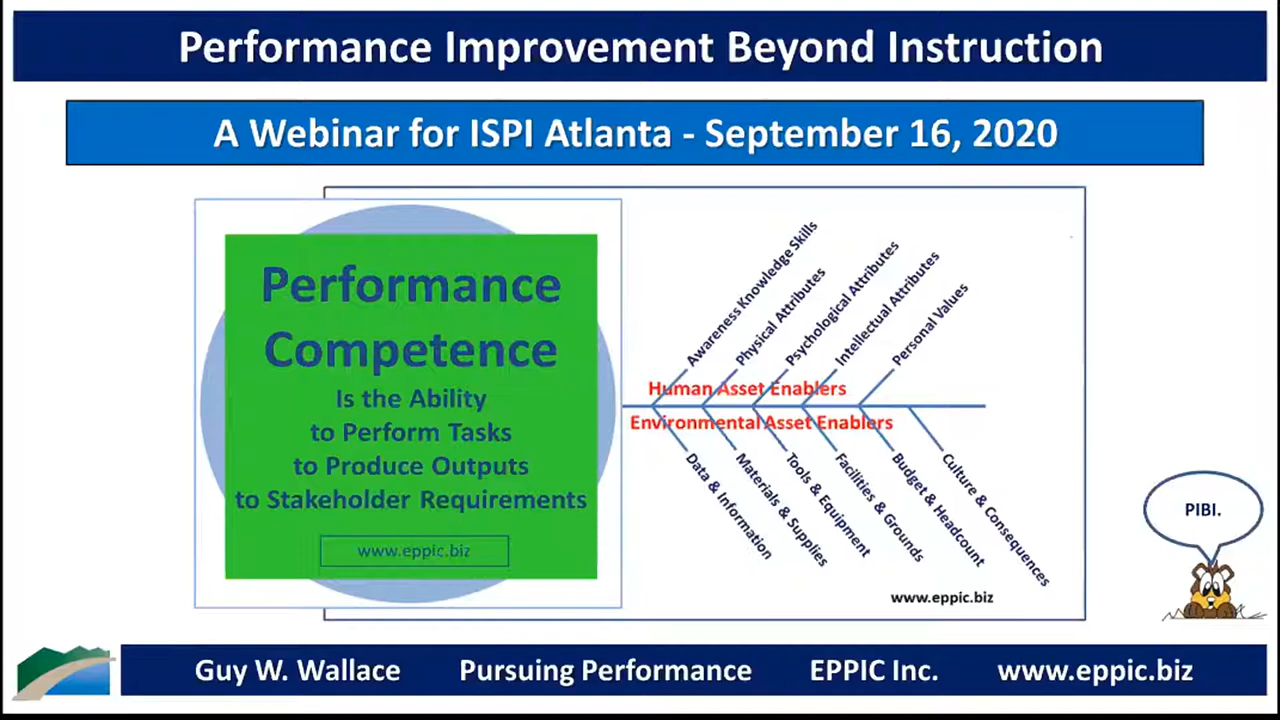 Performance Improvement Beyond Instruction
A Webinar for ISPI Atlanta - September 16, 2020
Performance
Competence
Is the Ability
to Perform Tasks
to Produce Outputs
to Stakeholder Requirements
www.eppic.biz
Awareness Knowledge Skills
Physical Attributes
Psychological Attributes
Intellectual Attributes
Personal Values
Human Asset Enablers
Environmental Asset Enablers
Data & Information
Materials & Supplies
Tools & Equipment
Facilities & Grounds
Budget & Headcount
Culture & Consequences
www.eppic.biz
PIBI.
Guy W. Wallace Pursuing Performance EPPIC Inc. www.eppic.biz